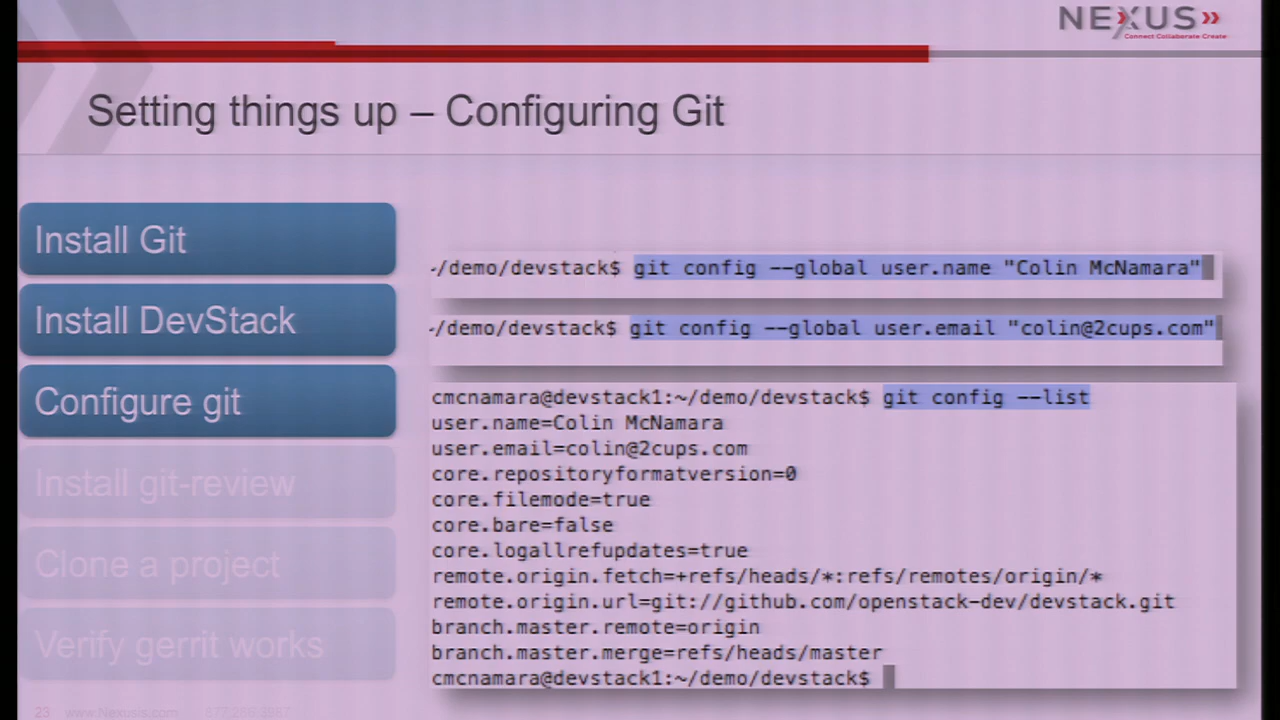 NEXUS
Connect Collaborate Create
Setting things up – Configuring Git
Install Git
Install DevStack
Configure git
Install git-review
Clone a project
Verify gerrit works
~/demo/devstack$ git config --global user.name "Colin McNamara"
~/demo/devstack$ git config --global user.email "colin@2cups.com"
cmcnamara@devstack1:~/demo/devstack$ git config --list
user.name=Colin McNamara
user.email=colin@2cups.com
core.repositoryformatversion=0
core.filemode=true
core.bare=false
core.logallrefupdates=true
remote.origin.fetch=+refs/heads/*:refs/remotes/origin/*
remote.origin.url=git://github.com/openstack-dev/devstack.git
branch.master.remote=origin
branch.master.merge=refs/heads/master
cmcnamara@devstack1:~/demo/devstack$
23 www.Nexusis.com